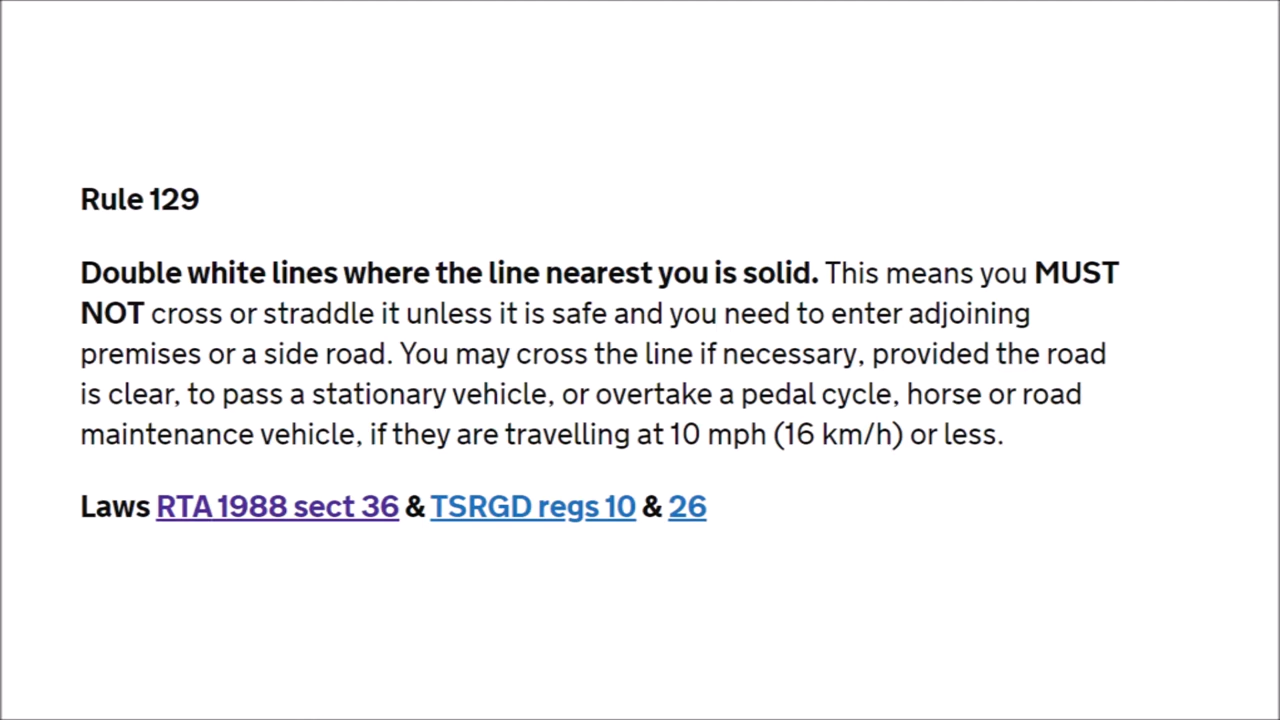 Rule 129
Double white lines where the line nearest you is solid. This means you MUST
NOT cross or straddle it unless it is safe and you need to enter adjoining
premises or a side road. You may cross the line if necessary, provided the road
is clear, to pass a stationary vehicle, or overtake a pedal cycle, horse or road
maintenance vehicle, if they are travelling at 10 mph (16 km/h) or less.
Laws RTA 1988 sect 36 & TSRGD regs 10 & 26